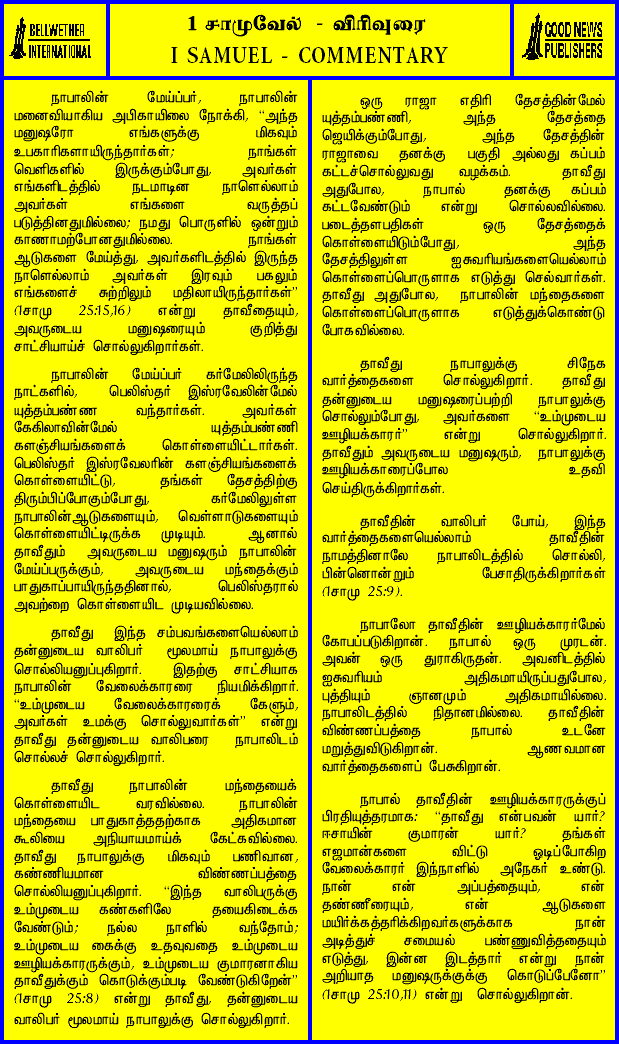 BELLWETHER
INTERNATIONAL
1 சாமுவேல் - விரிவுரை
I SAMUEL - COMMENTARY
GOOD NEWS
PUBLISHERS
நாபாலின் மேய்ப்பர், நாபாலின்
மனைவியாகிய அபிகாயிலை நோக்கி, “அந்த
மனுஷரோ எங்களுக்கு மிகவும்
உபகாரிகளாயிருந்தார்கள்; நாங்கள்
வெளிகளில் இருக்கும்போது, அவர்கள்
எங்களிடத்தில் நடமாடின நாளெல்லாம்
அவர்கள் எங்களை வருத்தப்
படுத்தினதுமில்லை; நமது பொருளில் ஒன்றும்
காணாமற்போனதுமில்லை. நாங்கள்
ஆடுகளை மேய்த்து, அவர்களிடத்தில் இருந்த
நாளெல்லாம் அவர்கள் இரவும் பகலும்
எங்களைச் சுற்றிலும் மதிலாயிருந்தார்கள்”
(1சாமு 25:15,16) என்று தாவீதையும்,
அவருடைய மனுஷரையும் குறித்து
சாட்சியாய்ச் சொல்லுகிறார்கள்.
நாபாலின் மேய்ப்பர் கர்மேலிலிருந்த
நாட்களில், பெலிஸ்தர் இஸ்ரவேலின்மேல்
யுத்தம்பண்ண வந்தார்கள். அவர்கள்
கேகிலாவின்மேல் யுத்தம்பண்ணி
களஞ்சியங்களைக் கொள்ளையிட்டார்கள்.
பெலிஸ்தர் இஸ்ரவேலரின் களஞ்சியங்களைக்
கொள்ளையிட்டு, தங்கள் தேசத்திற்கு
திரும்பிப்போகும்போது, கர்மேலிலுள்ள
நாபாலின்ஆடுகளையும், வெள்ளாடுகளையும்
கொள்ளையிட்டிருக்க முடியும். ஆனால்
தாவீதும் அவருடைய மனுஷரும் நாபாலின்
மேய்ப்பருக்கும், அவருடைய மந்தைக்கும்
பாதுகாப்பாயிருந்ததினால், பெலிஸ்தரால்
அவற்றை கொள்ளையிட முடியவில்லை.
தாவீது இந்த சம்பவங்களையெல்லாம்
தன்னுடைய வாலிபர் மூலமாய் நாபாலுக்கு
சொல்லியனுப்புகிறார். இதற்கு சாட்சியாக
நாபாலின் வேலைக்காரரை நியமிக்கிறார்.
“உம்முடைய வேலைக்காரரைக் கேளும்,
அவர்கள் உமக்கு சொல்லுவார்கள்” என்று
தாவீது தன்னுடைய வாலிபரை நாபாலிடம்
சொல்லச் சொல்லுகிறார்.
தாவீது நாபாலின் மந்தையைக்
கொள்ளையிட வரவில்லை. நாபாலின்
மந்தையை பாதுகாத்ததற்காக அதிகமான
கூலியை அநியாயமாய்க் கேட்கவில்லை.
தாவீது நாபாலுக்கு மிகவும் பணிவான,
கண்ணியமான விண்ணப்பத்தை
சொல்லியனுப்புகிறார். “இந்த வாலிபருக்கு
உம்முடைய கண்களிலே தயைகிடைக்க
வேண்டும்; நல்ல நாளில் வந்தோம்;
உம்முடைய கைக்கு உதவுவதை உம்முடைய
ஊழியக்காரருக்கும், உம்முடைய குமாரனாகிய
தாவீதுக்கும் கொடுக்கும்படி வேண்டுகிறேன்”
(1சாமு 25:8) என்று தாவீது, தன்னுடைய
வாலிபர் மூலமாய் நாபாலுக்கு சொல்லுகிறார்.
ஒரு ராஜா எதிரி தேசத்தின்மேல்
யுத்தம்பண்ணி, அந்த தேசத்தை
ஜெயிக்கும்போது, அந்த தேசத்தின்
ராஜாவை தனக்கு பகுதி அல்லது கப்பம்
கட்டச்சொல்லுவது வழக்கம். தாவீது
அதுபோல, நாபால் தனக்கு கப்பம்
கட்டவேண்டும் என்று சொல்லவில்லை.
படைத்தளபதிகள் ஒரு தேசத்தைக்
கொள்ளையிடும்போது, அந்த
தேசத்திலுள்ள ஐசுவரியங்களையெல்லாம்
கொள்ளைப்பொருளாக எடுத்து செல்வார்கள்.
தாவீது அதுபோல, நாபாலின் மந்தைகளை
கொள்ளைப்பொருளாக எடுத்துக்கொண்டு
போகவில்லை.
தாவீது நாபாலுக்கு சிநேக
வார்த்தைகளை சொல்லுகிறார். தாவீது
தன்னுடைய மனுஷரைப்பற்றி நாபாலுக்கு
சொல்லும்போது, அவர்களை “உம்முடைய
ஊழியக்காரர்” என்று சொல்லுகிறார்.
தாவீதும் அவருடைய மனுஷரும், நாபாலுக்கு
ஊழியக்காரைப்போல உதவி
செய்திருக்கிறார்கள்.
தாவீதின் வாலிபர் போய், இந்த
வார்த்தைகளையெல்லாம் தாவீதின்
நாமத்தினாலே நாபாலிடத்தில் சொல்லி,
பின்னொன்றும் பேசாதிருக்கிறார்கள்
(1சாமு 25:9).
நாபாலோ தாவீதின் ஊழியக்காரர்மேல்
கோபப்படுகிறான். நாபால் ஒரு முரடன்.
அவன் ஒரு துராகிருதன். அவனிடத்தில்
ஐசுவரியம் அதிகமாயிருப்பதுபோல,
புத்தியும் ஞானமும் அதிகமாயில்லை.
நாபாலிடத்தில் நிதானமில்லை. தாவீதின்
விண்ணப்பத்தை நாபால் உடனே
மறுத்துவிடுகிறான். ஆணவமான
வார்த்தைகளைப் பேசுகிறான்.
நாபால் தாவீதின் ஊழியக்காரருக்குப்
பிரதியுத்தரமாக: “தாவீது என்பவன் யார்?
ஈசாயின் குமாரன் யார்? தங்கள்
எஜமான்களை விட்டு ஓடிப்போகிற
வேலைக்காரர் இந்நாளில் அநேகர் உண்டு.
நான் என் அப்பத்தையும், என்
தண்ணீரையும், என் ஆடுகளை
மயிர்க்கத்தரிக்கிறவர்களுக்காக நான்
அடித்துச் சமையல் பண்ணுவித்ததையும்
எடுத்து, இன்ன இடத்தார் என்று நான்
அறியாத மனுஷருக்குக்கு கொடுப்பேனோ”
(1சாமு 25:10,11) என்று சொல்லுகிறான்.